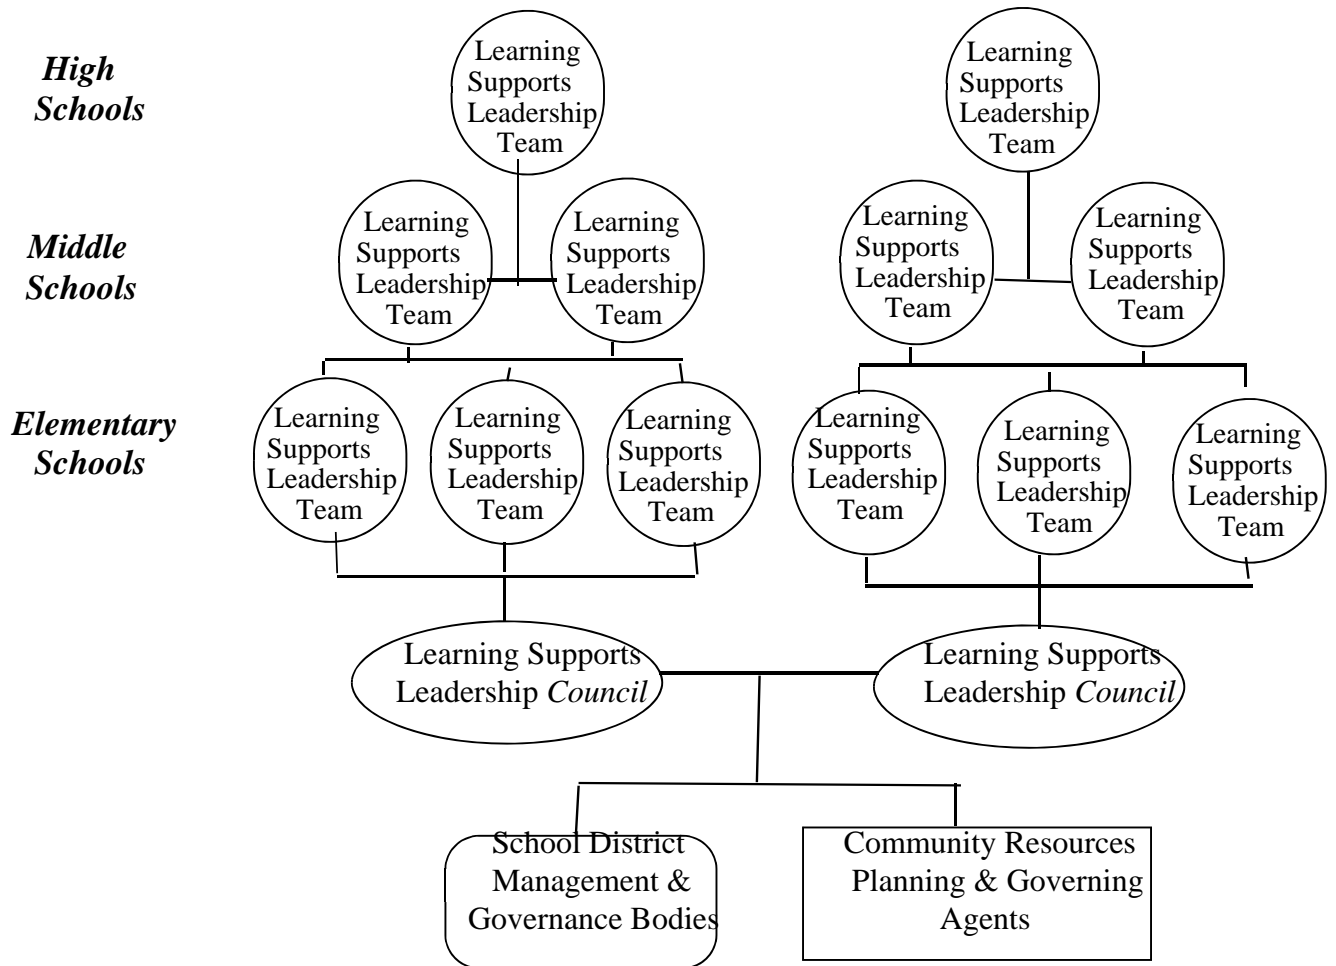 High
Schools
Learning
Supports
Leadership
Team
Learning
Supports
Leadership
Team
Middle
Schools
Learning
Supports
Leadership
Team
Learning
Supports
Leadership
Team
Learning
Supports
Leadership
Team
Learning
Supports
Leadership
Team
Elementary
Schools
Learning
Supports
Leadership
Team
Learning
Supports
Leadership
Team
Learning
Supports
Leadership
Team
Learning
Supports
Leadership
Team
Learning
Supports
Leadership
Team
Learning
Supports
Leadership
Team
Learning Supports
Leadership Council
Learning Supports
Leadership Council
School District
Management &
Governance Bodies
Community Resources
Planning & Governing
Agents